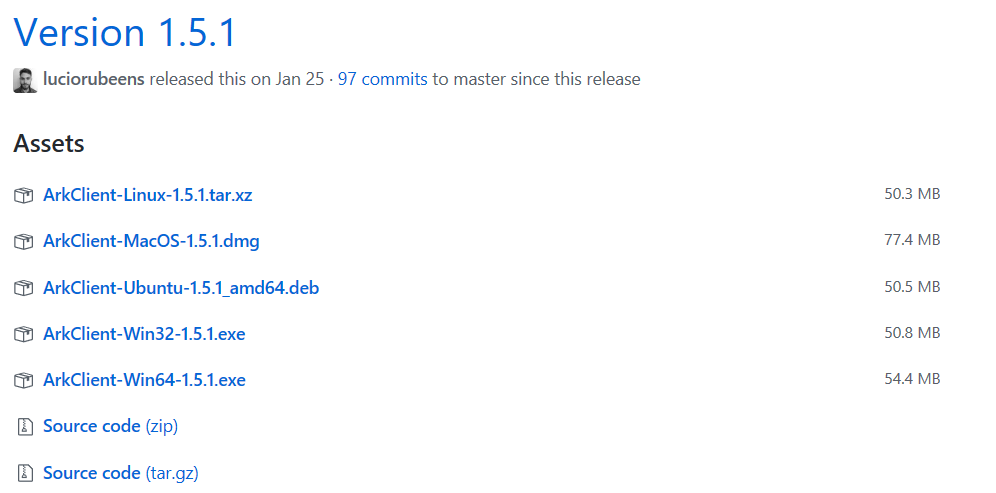 Version 1.5.1
luciorubeens released this on Jan 25 · 97 commits to master since this release
Assets
ArkClient-Linux-1.5.1.tar.xz 50.3 MB
ArkClient-MacOS-1.5.1.dmg 77.4 MB
ArkClient-Ubuntu-1.5.1_amd64.deb 50.5 MB
ArkClient-Win32-1.5.1.exe 50.8 MB
ArkClient-Win64-1.5.1.exe 54.4 MB
Source code (zip)
Source code (tar.gz)